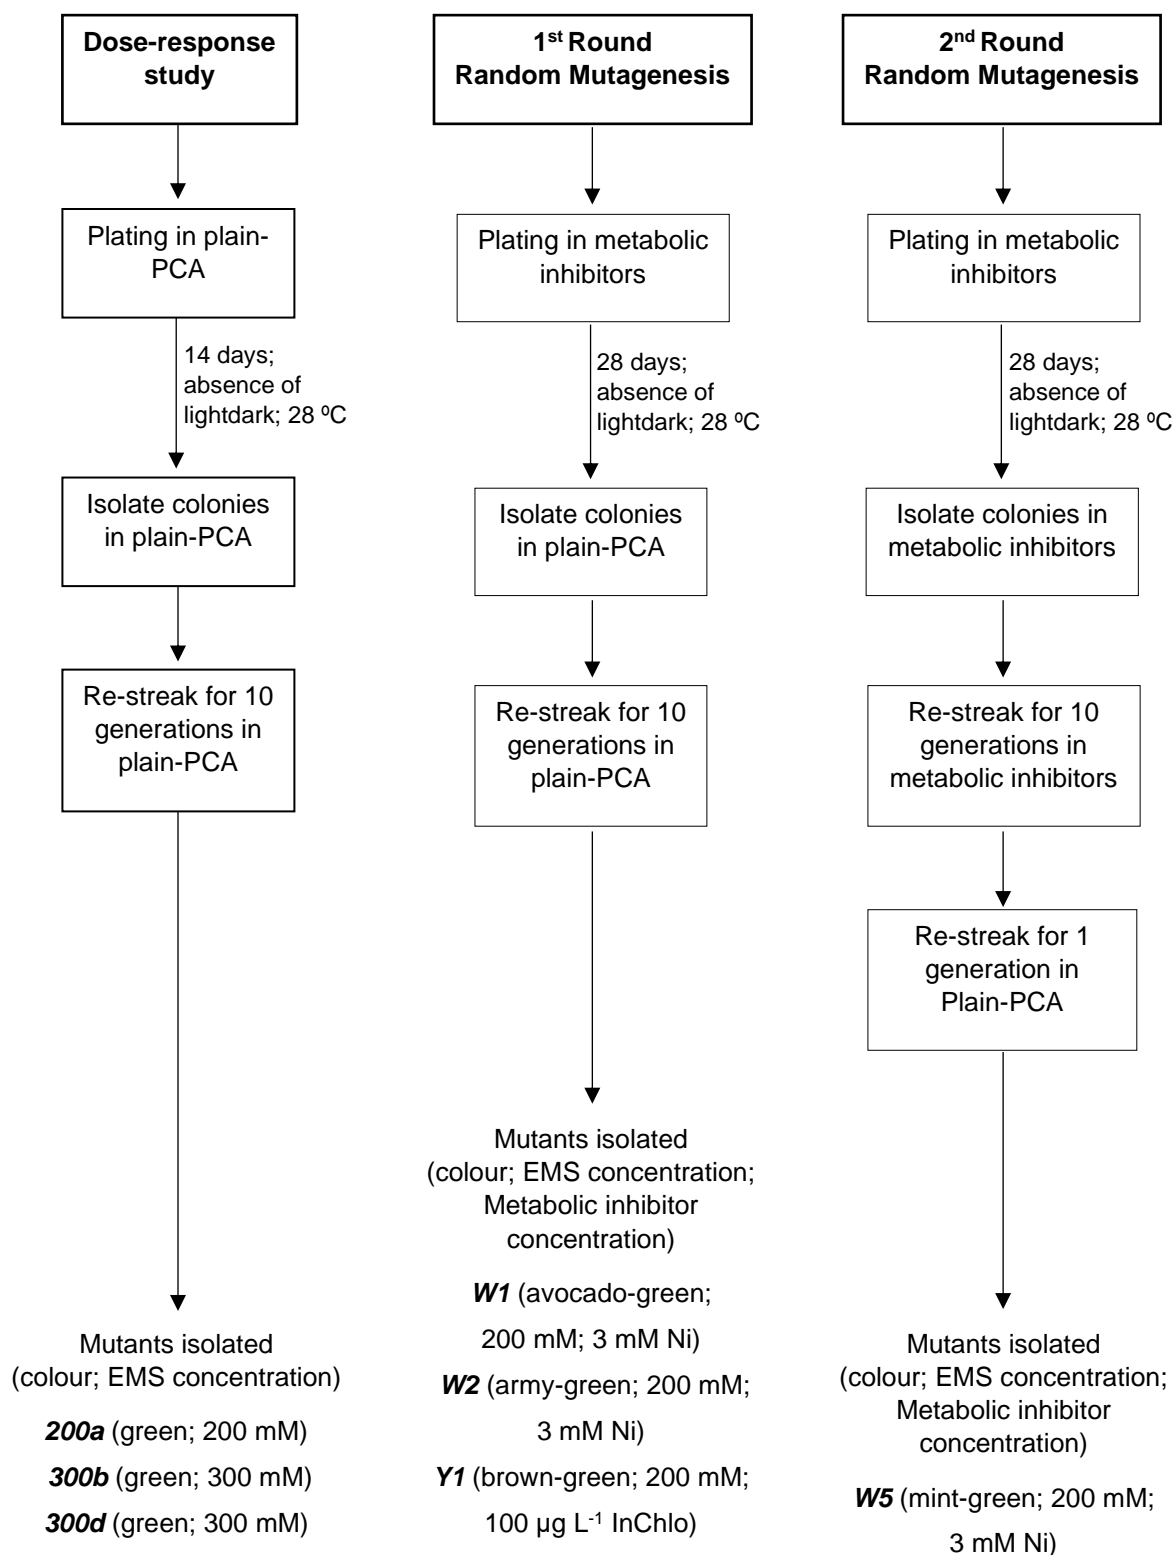 Dose-response
study
Plating in plain-
PCA
14 days;
absence of
lightdark; 28 ºC
Isolate colonies
in plain-PCA
Re-streak for 10
generations in
plain-PCA
Mutants isolated
(colour; EMS concentration)
200a (green; 200 mM)
300b (green; 300 mM)
300d (green; 300 mM)
1st Round
Random Mutagenesis
Plating in metabolic
inhibitors
28 days;
absence of
lightdark; 28 ºC
Isolate colonies
in plain-PCA
Re-streak for 10
generations in
plain-PCA
Mutants isolated
(colour; EMS concentration;
Metabolic inhibitor
concentration)
W1 (avocado-green;
200 mM; 3 mM Ni)
W2 (army-green; 200 mM;
3 mM Ni)
Y1 (brown-green; 200 mM;
100 µg L-1 InChlo)
2nd Round
Random Mutagenesis
Plating in metabolic
inhibitors
28 days;
absence of
lightdark; 28 ºC
Isolate colonies in
metabolic inhibitors
Re-streak for 10
generations in
metabolic inhibitors
Re-streak for 1
generation in
Plain-PCA
Mutants isolated
(colour; EMS concentration;
Metabolic inhibitor
concentration)
W5 (mint-green; 200 mM;
3 mM Ni)